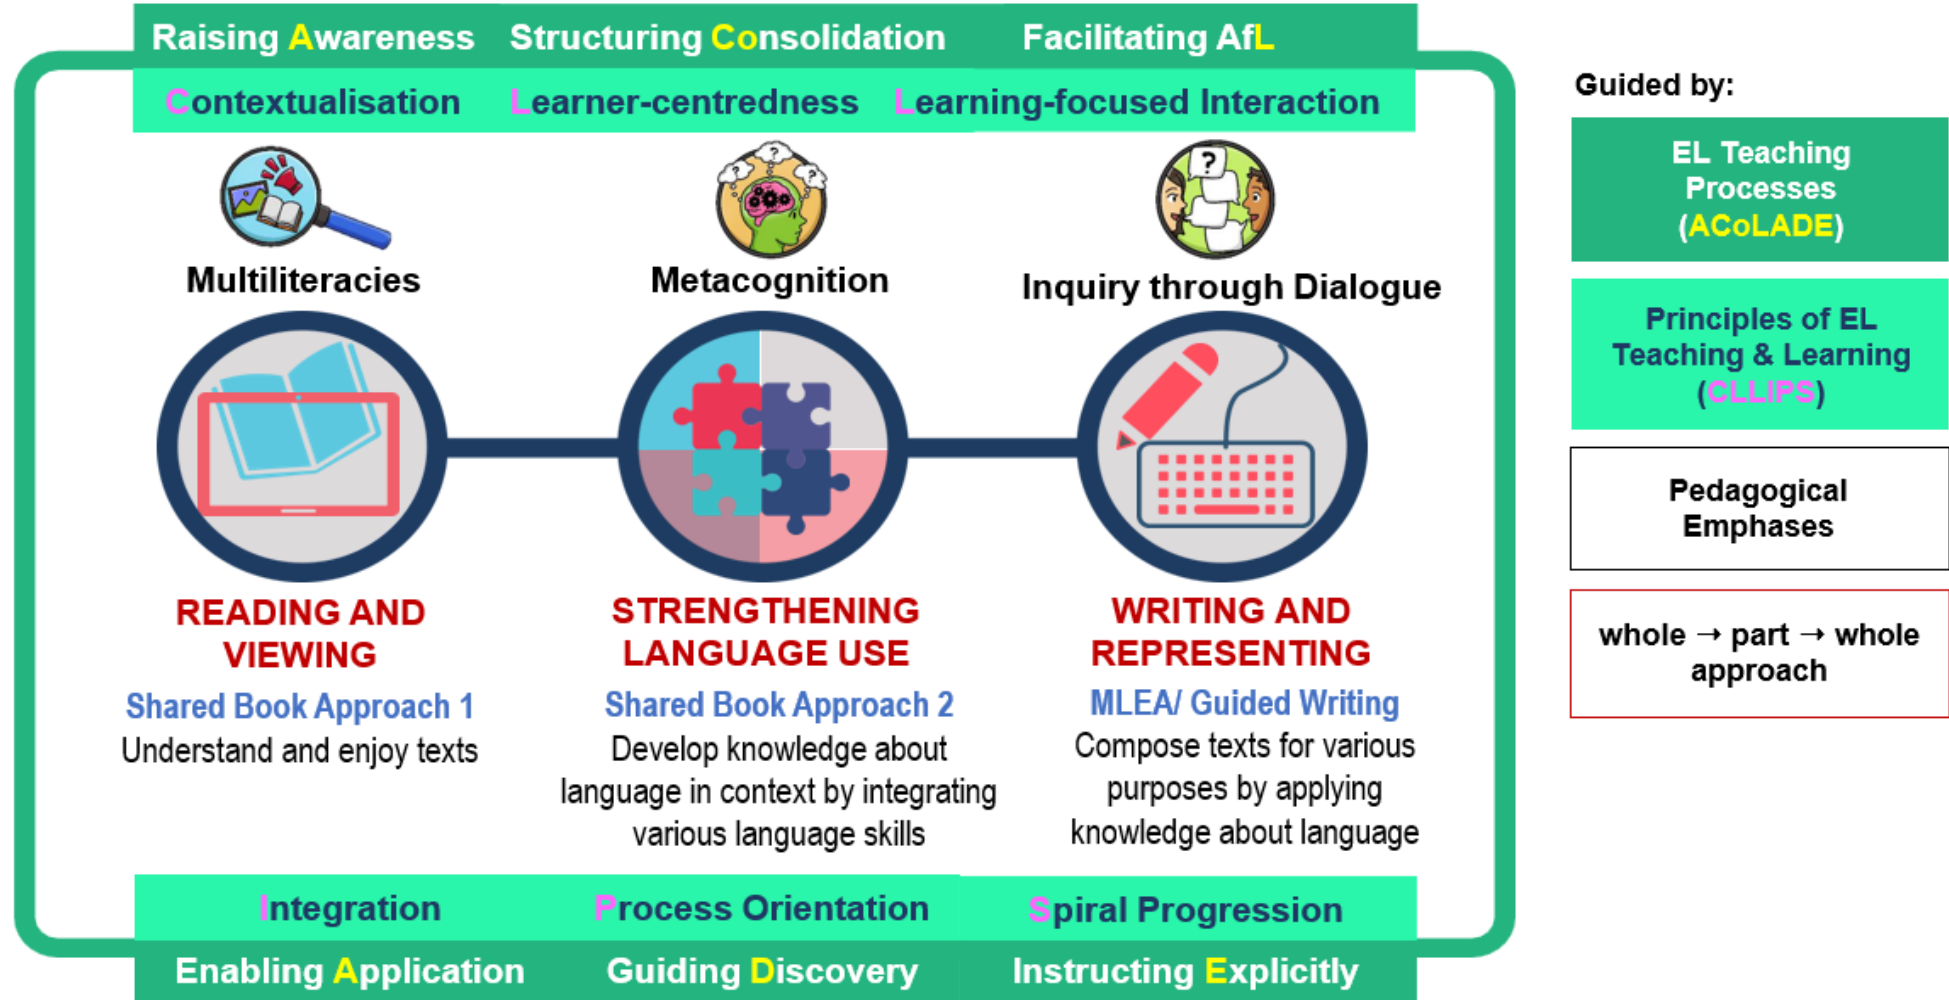 Raising Awareness Structuring Consolidation Facilitating AfL
Contextualisation Learner-centredness Learning-focused Interaction
? ? ? ?
Multiliteracies Metacognition Inquiry through Dialogue
READING AND
VIEWING
Shared Book Approach 1
Understand and enjoy texts
STRENGTHENING
LANGUAGE USE
Shared Book Approach 2
Develop knowledge about
language in context by integrating
various language skills
WRITING AND
REPRESENTING
MLEA/ Guided Writing
Compose texts for various
purposes by applying
knowledge about language
Integration Process Orientation Spiral Progression
Enabling Application Guiding Discovery Instructing Explicitly
Guided by:
EL Teaching
Processes
(ACoLADE)
Principles of EL
Teaching & Learning
(CLLIPS)
Pedagogical
Emphases
whole → part → whole
approach